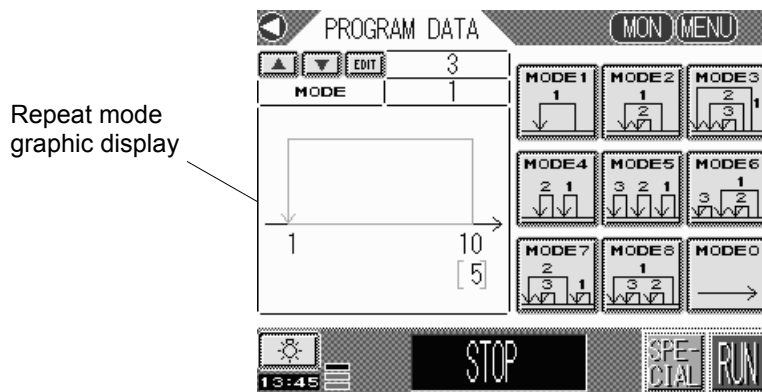 PROGRAM DATA MON MENU
EDIT 3
MODE 1
Repeat mode
graphic display
1 10
[ 5]
MODE1 MODE2 MODE3
1
1 2
2 3 1
MODE4 MODE5 MODE6
2 1 3 2 1 3 1 2
MODE7 MODE8 MODE0
2 3 1
1 3 2
STOP
SPE-
CIAL
RUN
13:45